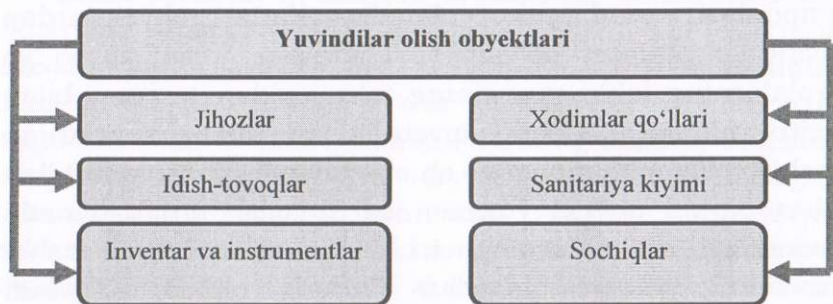 Yuvindilar olish obyektlari
Jihozlar
Xodimlar qo‘llari
Idish-tovoqlar
Sanitariya kiyimi
Inventar va instrumentlar
Sochiqlar